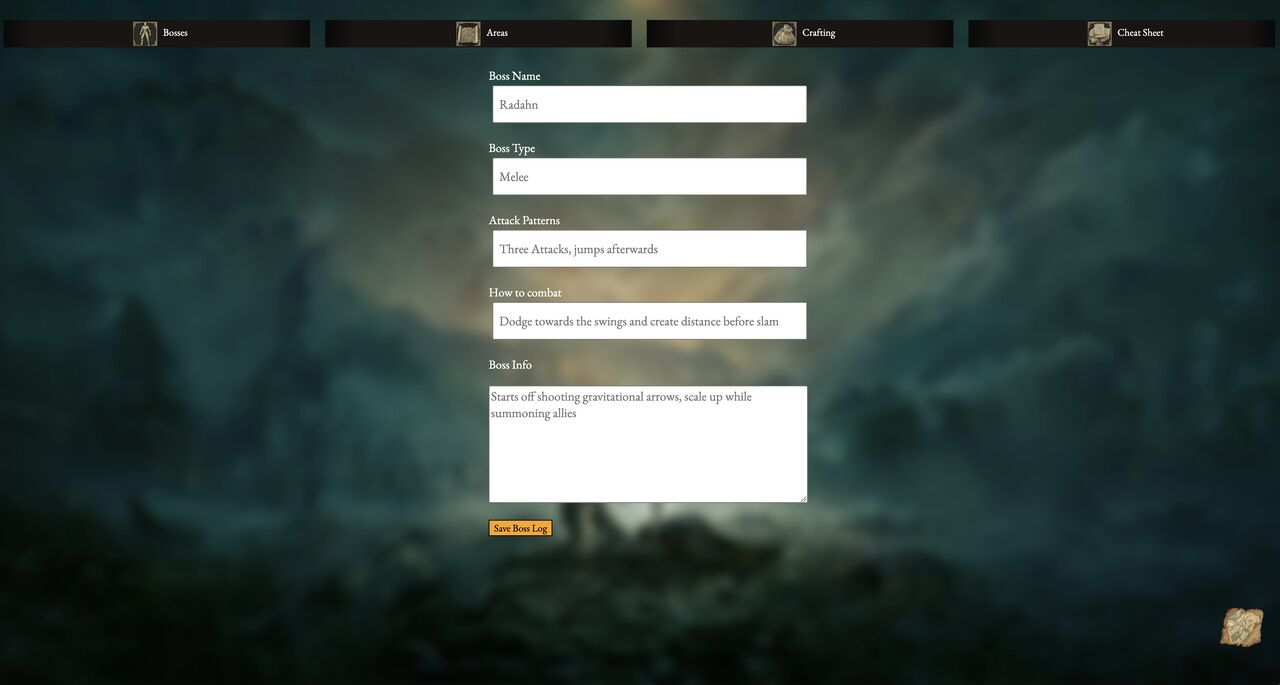 Bosses
Areas
Crafting
Cheat Sheet
Boss Name
Radahn
Boss Type
Melee
Attack Patterns
Three Attacks, jumps afterwards
How to combat
Dodge towards the swings and create distance before slam
Boss Info
Starts off shooting gravitational arrows, scale up while
summoning allies
Save Boss Log